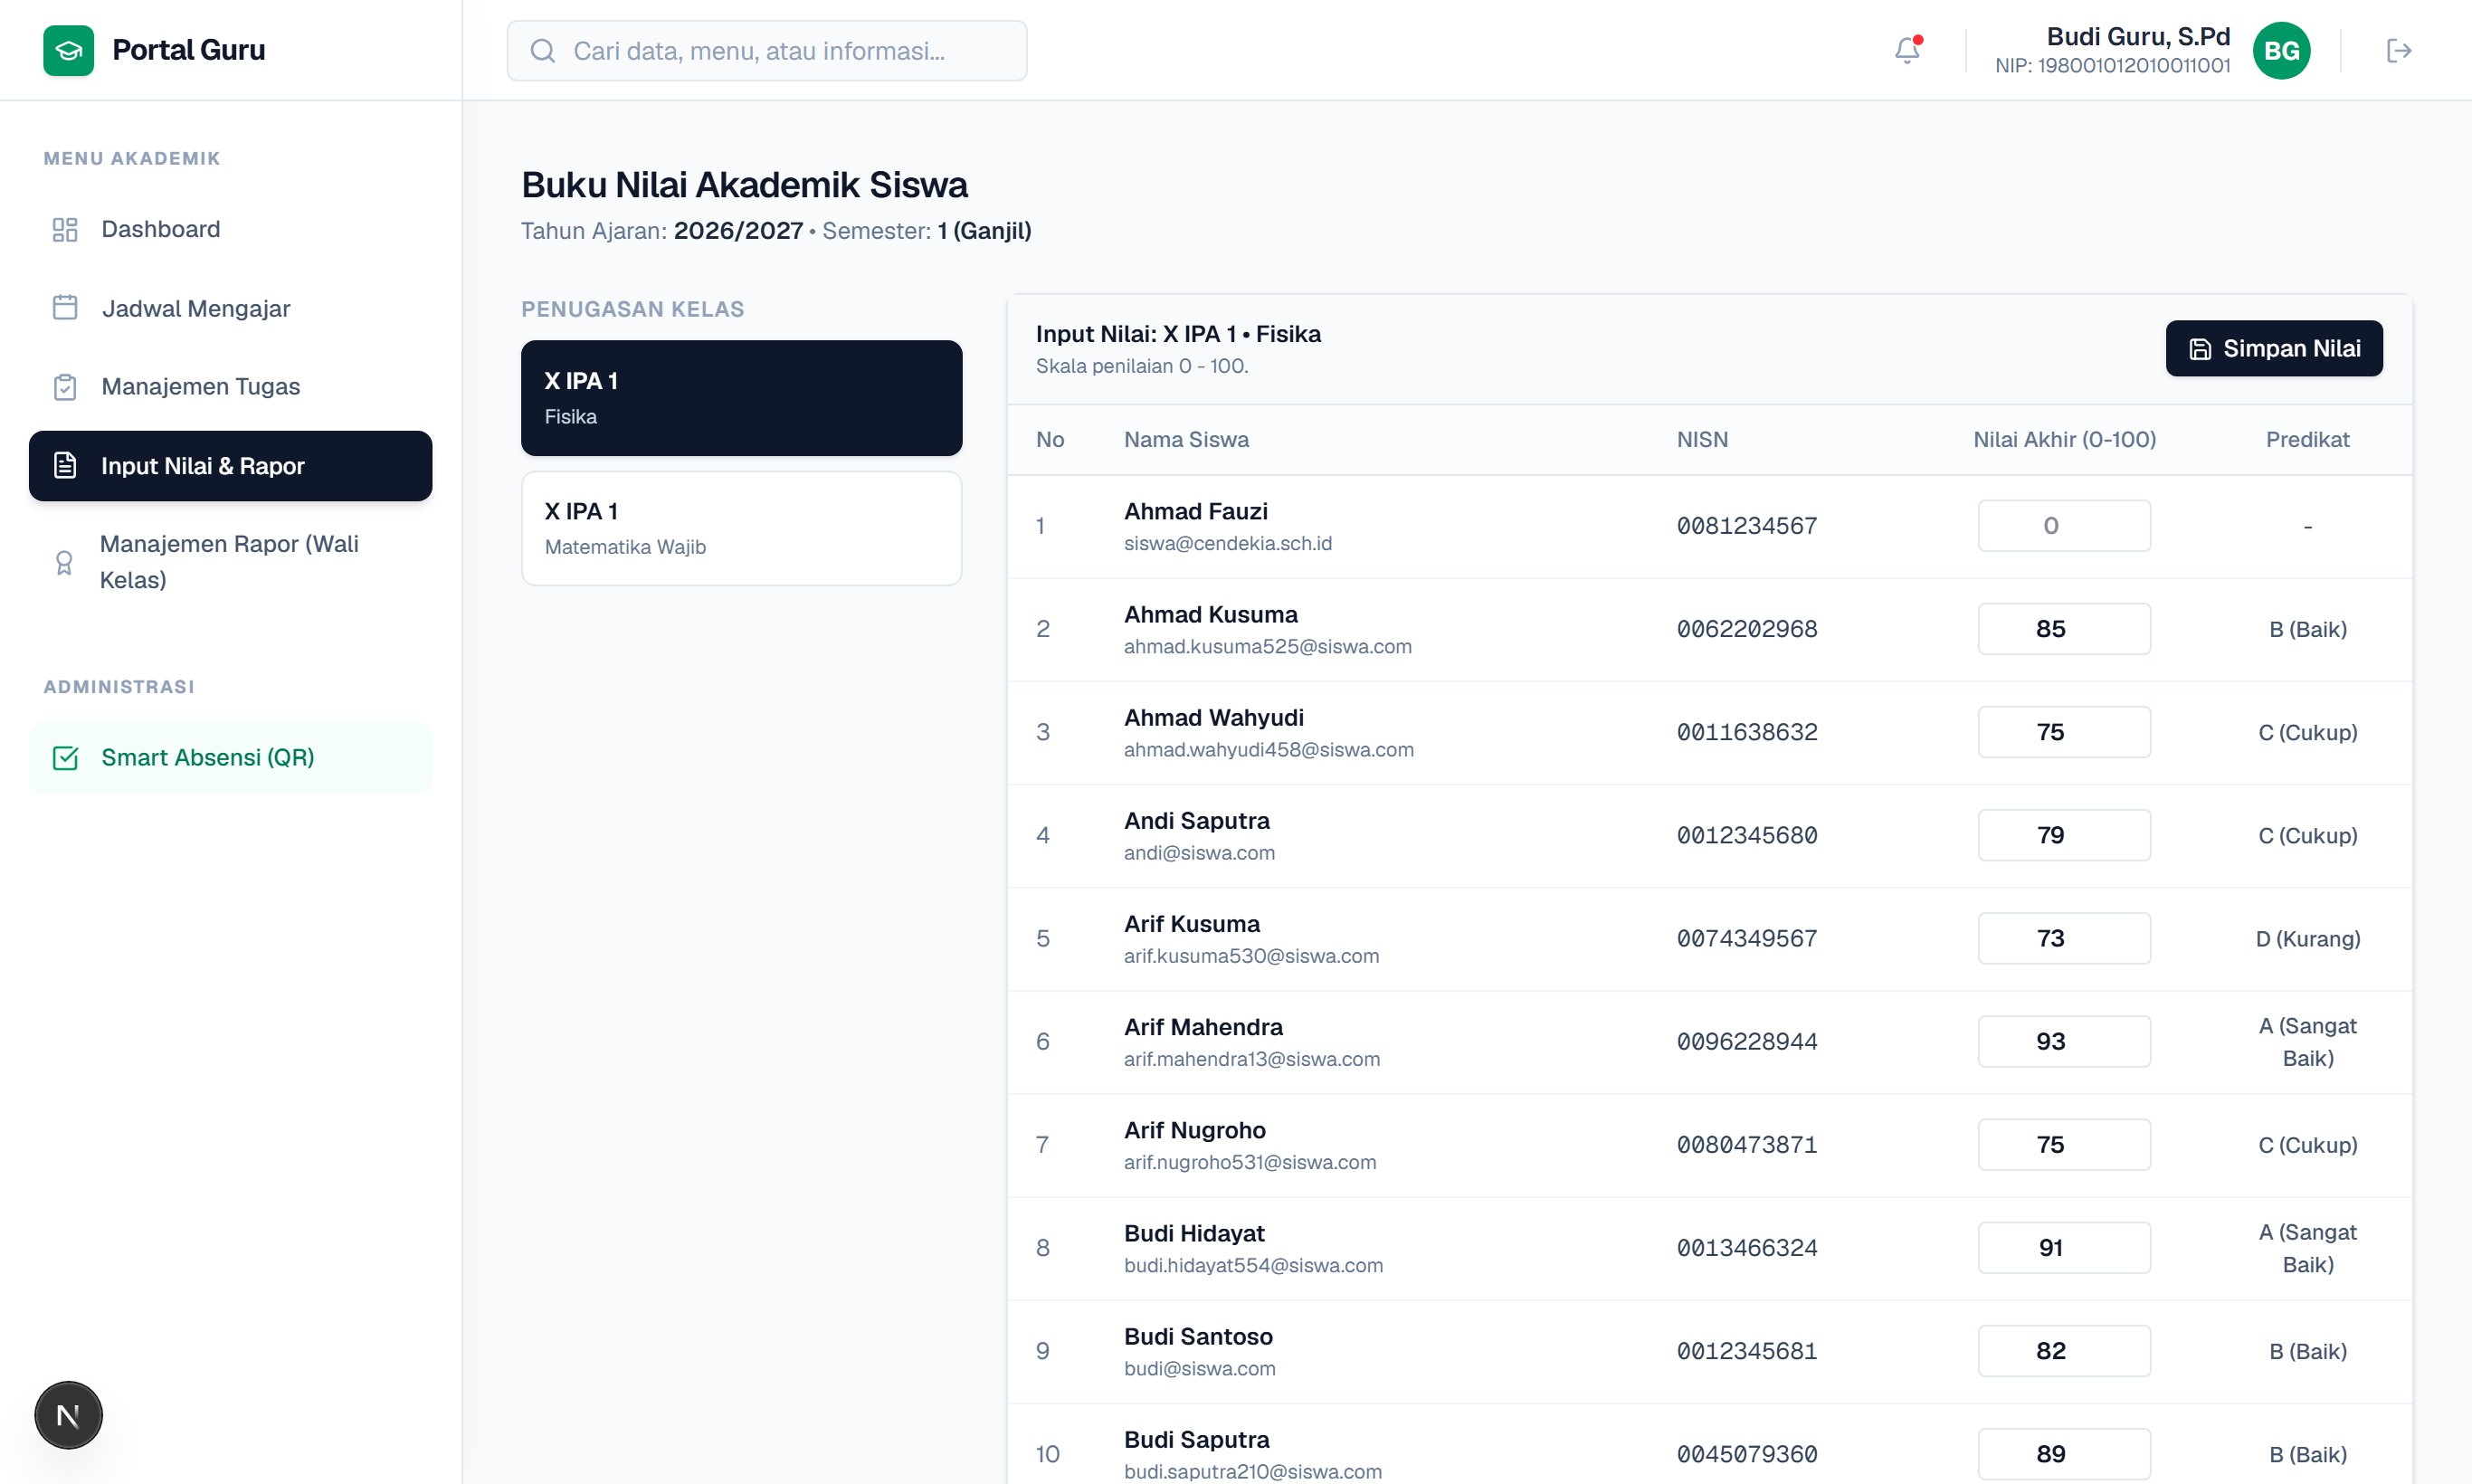 Portal Guru
Cari data, menu, atau informasi...
Budi Guru, S.Pd
NIP: 198001012010011001
BG
MENU AKADEMIK
Dashboard
Jadwal Mengajar
Manajemen Tugas
Input Nilai & Rapor
Manajemen Rapor (Wali
Kelas)
ADMINISTRASI
Smart Absensi (QR)
N
Buku Nilai Akademik Siswa
Tahun Ajaran: 2026/2027 • Semester: 1 (Ganjil)
PENUGASAN KELAS
X IPA 1
Fisika
X IPA 1
Matematika Wajib
Input Nilai: X IPA 1 • Fisika
Skala penilaian 0 - 100.
Simpan Nilai
No Nama Siswa NISN Nilai Akhir (0-100) Predikat
1 Ahmad Fauzi 0081234567 0 -
siswa@cendekia.sch.id
2 Ahmad Kusuma 0062202968 85 B (Baik)
ahmad.kusuma525@siswa.com
3 Ahmad Wahyudi 0011638632 75 C (Cukup)
ahmad.wahyudi458@siswa.com
4 Andi Saputra 0012345680 79 C (Cukup)
andi@siswa.com
5 Arif Kusuma 0074349567 73 D (Kurang)
arif.kusuma530@siswa.com
6 Arif Mahendra 0096228944 93 A (Sangat
Baik)
arif.mahendra13@siswa.com
7 Arif Nugroho 0080473871 75 C (Cukup)
arif.nugroho531@siswa.com
8 Budi Hidayat 0013466324 91 A (Sangat
Baik)
budi.hidayat554@siswa.com
9 Budi Santoso 0012345681 82 B (Baik)
budi@siswa.com
10 Budi Saputra 0045079360 89 B (Baik)
budi.saputra210@siswa.com